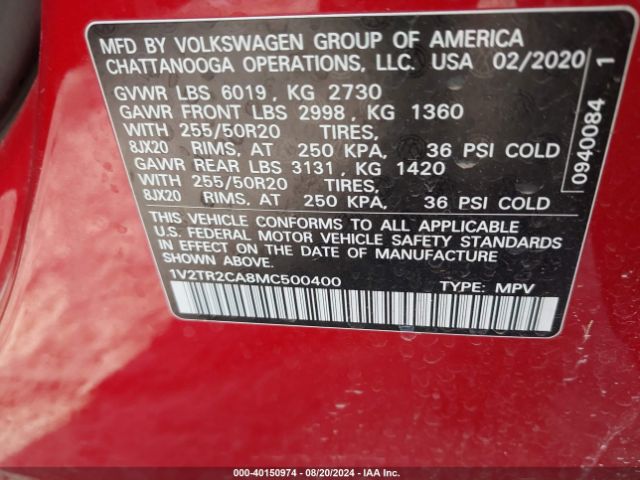 MFD BY VOLKSWAGEN GROUP OF AMERICA
CHATTANOOGA OPERATIONS, LLC. USA 02/2020
GVWR LBS 6019, KG 2730
GAWR FRONT LBS 2998, KG 1360
WITH 255/50R20 TIRES,
8JX20 RIMS, AT 250 KPA, 36 PSI COLD
GAWR REAR LBS 3131, KG 1420
WITH 255/50R20 TIRES,
8JX20 RIMS, AT 250 KPA, 36 PSI COLD
THIS VEHICLE CONFORMS TO ALL APPLICABLE
U.S. FEDERAL MOTOR VEHICLE SAFETY STANDARDS
IN EFFECT ON THE DATE OF MANUFACTURE
SHOWN ABOVE.
1V2TR2CA8MC500400 TYPE: MPV
0940084 1
000-40150974 - 08/20/2024 - IAA Inc.